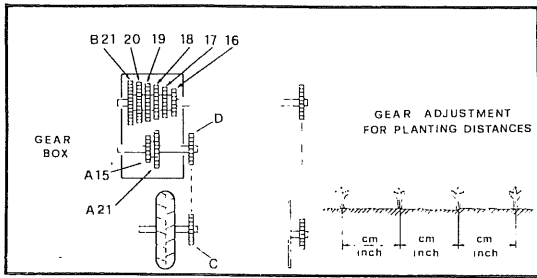 B21 20 19 18 17 16
D
GEAR
BOX
A15
A21
C
GEAR ADJUSTMENT
FOR PLANTING DISTANCES
cm cm cm
inch inch inch